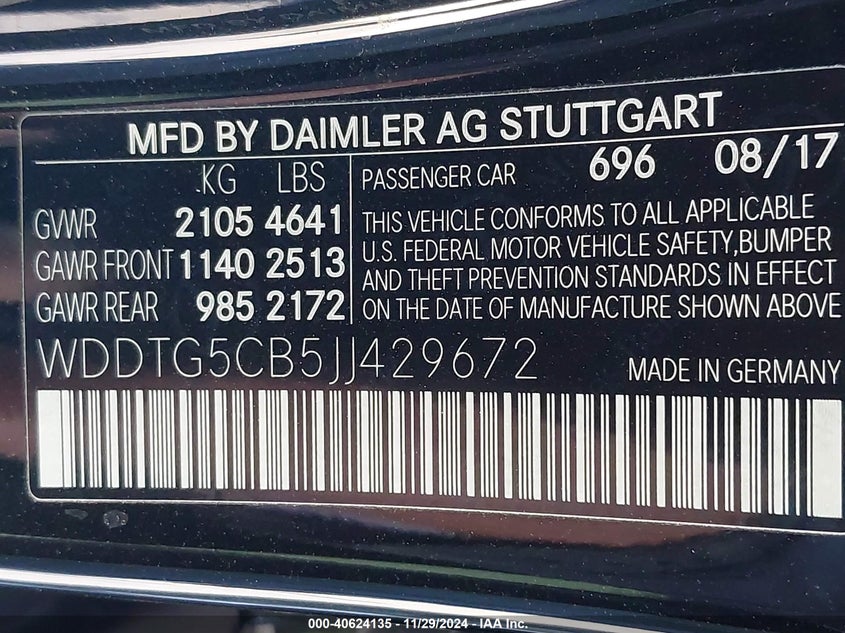 MFD BY DAIMLER AG STUTTGART
KG LBS
GVWR 2105 4641
GAWR FRONT 1140 2513
GAWR REAR 985 2172
PASSENGER CAR 696 08/17
THIS VEHICLE CONFORMS TO ALL APPLICABLE
U.S. FEDERAL MOTOR VEHICLE SAFETY,BUMPER
AND THEFT PREVENTION STANDARDS IN EFFECT
ON THE DATE OF MANUFACTURE SHOWN ABOVE
WDDTG5CB5JJ429672
MADE IN GERMANY
000-40624135 - 11/29/2024 - IAA Inc.